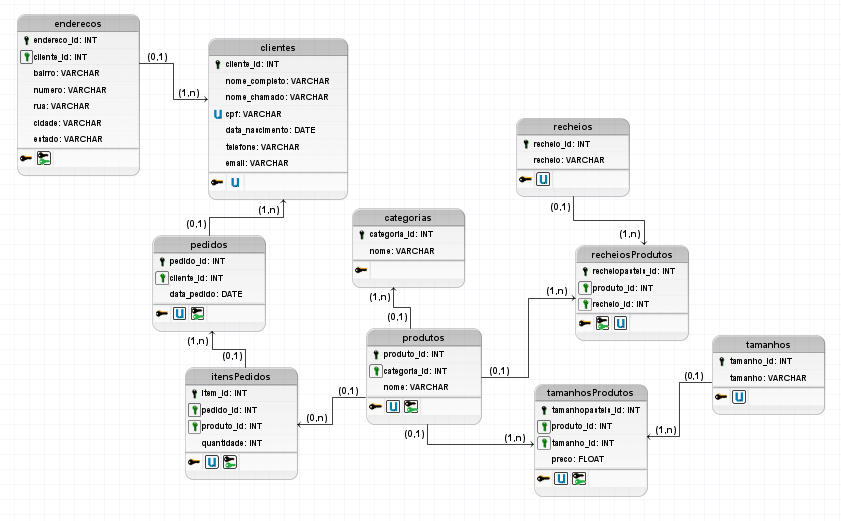 enderecos
endereco_id: INT
cliente_id: INT
bairro: VARCHAR
numero: VARCHAR
rua: VARCHAR
cidade: VARCHAR
estado: VARCHAR
(0,1)
(1,n)
clientes
cliente_id: INT
nome_completo: VARCHAR
nome_chamado: VARCHAR
cpf: VARCHAR
data_nascimento: DATE
telefone: VARCHAR
email: VARCHAR
(1,n)
(0,1)
pedidos
pedido_id: INT
cliente_id: INT
data_pedido: DATE
(1,n)
(0,1)
itensPedidos
item_id: INT
pedido_id: INT
produto_id: INT
quantidade: INT
(0,n)
(0,1)
categorias
categoria_id: INT
nome: VARCHAR
(1,n)
(0,1)
produtos
produto_id: INT
categoria_id: INT
nome: VARCHAR
(0,1)
(1,n)
(0,1)
(1,n)
recheios
recheio_id: INT
recheio: VARCHAR
(0,1)
(1,n)
recheiosProdutos
recheiopasteis_id: INT
produto_id: INT
recheio_id: INT
tamanhos
tamanho_id: INT
tamanho: VARCHAR
(0,1)
(1,n)
tamanhosProdutos
tamanhopasteis_id: INT
produto_id: INT
tamanho_id: INT
preco: FLOAT